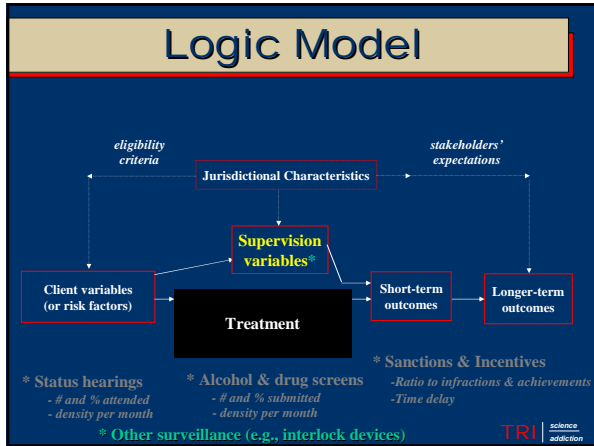 Logic Model
eligibility
criteria
stakeholders'
expectations
Jurisdictional Characteristics
Supervision
variables*
Client variables
(or risk factors)
Treatment
Short-term
outcomes
Longer-term
outcomes
* Status hearings
- # and % attended
- density per month
* Alcohol & drug screens
- # and % submitted
- density per month
* Sanctions & Incentives
-Ratio to infractions & achievements
-Time delay
* Other surveillance (e.g., interlock devices)
TRI science
addiction